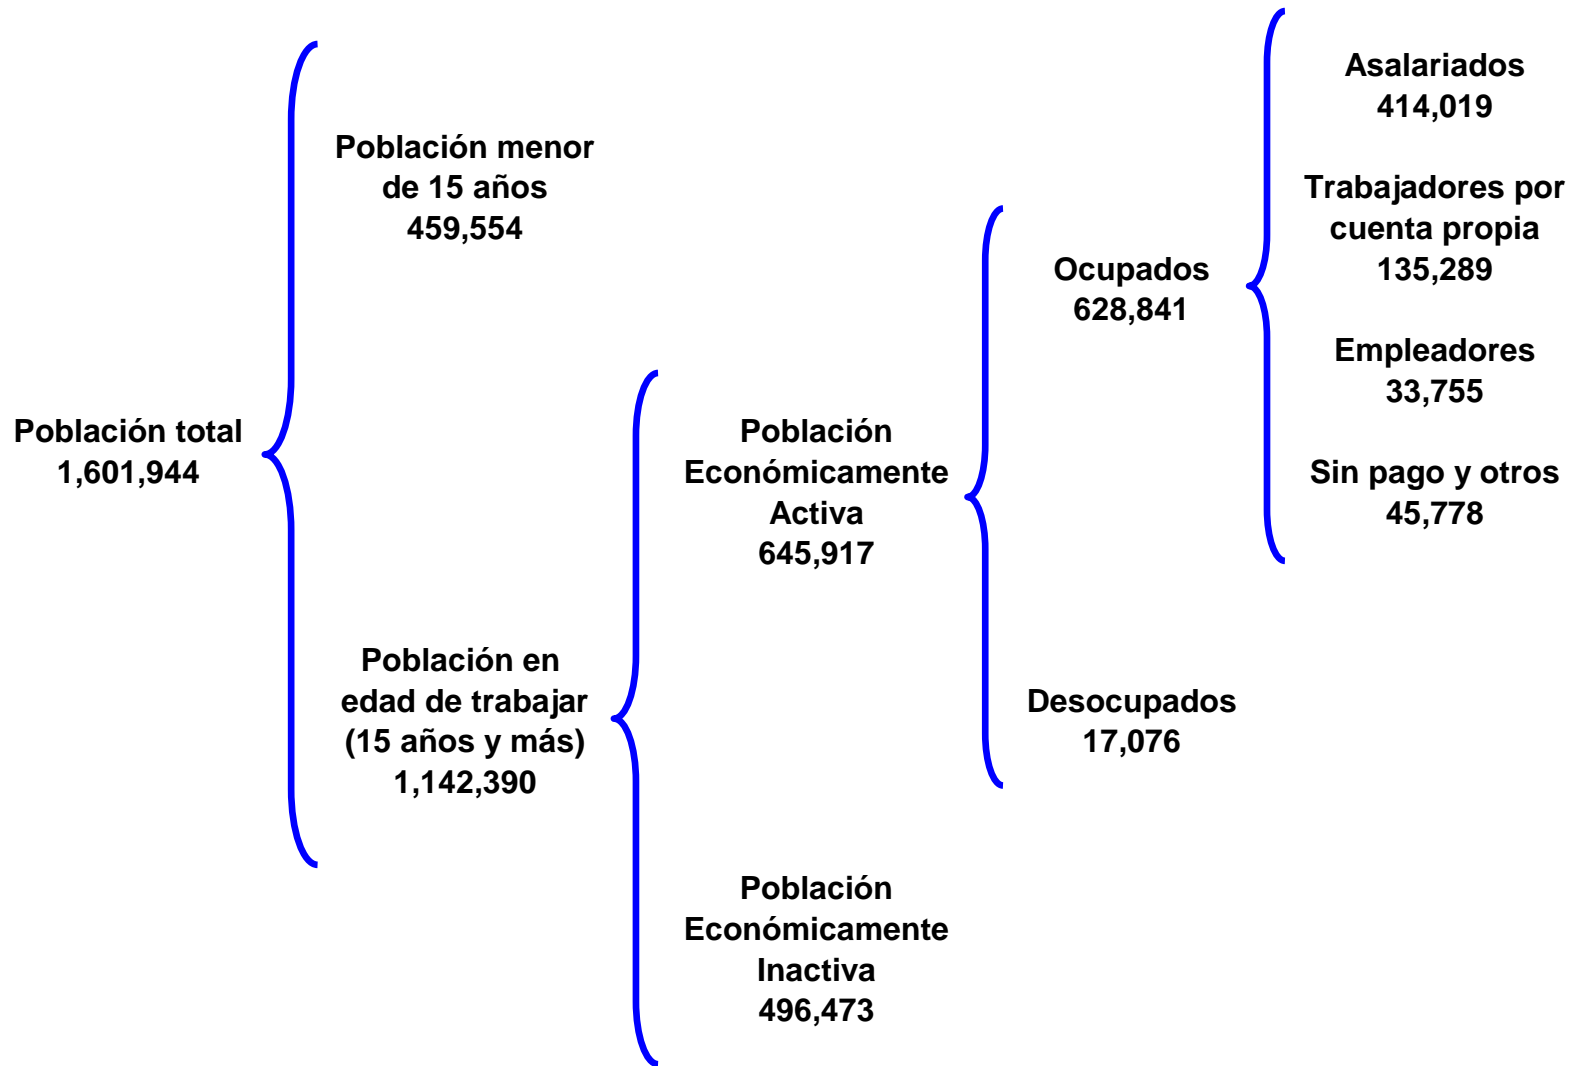 Población total
1,601,944
Población menor
de 15 años
459,554
Población en
edad de trabajar
(15 años y más)
1,142,390
Población
Económicamente
Activa
645,917
Población
Económicamente
Inactiva
496,473
Ocupados
628,841
Desocupados
17,076
Asalariados
414,019
Trabajadores por
cuenta propia
135,289
Empleadores
33,755
Sin pago y otros
45,778